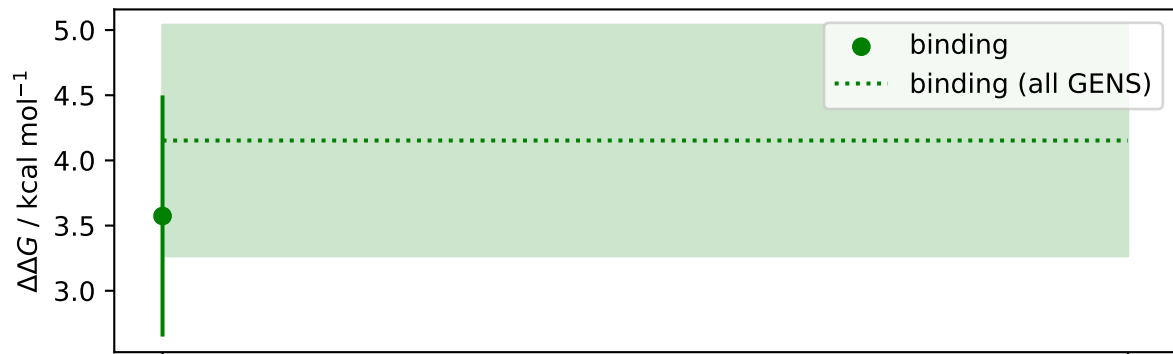 5.0
4.5
4.0
3.5
3.0
ΔΔG / kcal mol⁻¹
binding
binding (all GENS)